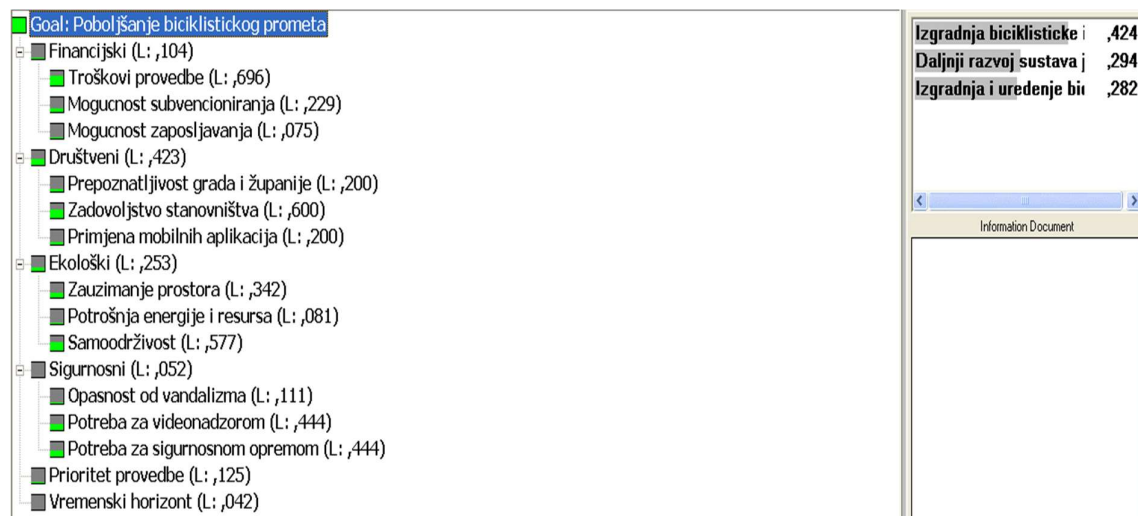 Goal: Poboljšanje biciklistickog prometa
Financijski (L: ,104)
Troškovi provedbe (L: ,696)
Mogucnost subvencioniranja (L: ,229)
Mogucnost zaposljavanja (L: ,075)
Društveni (L: ,423)
Prepoznatljivost grada i županije (L: ,200)
Zadovoljstvo stanovništva (L: ,600)
Primjena mobilnih aplikacija (L: ,200)
Ekološki (L: ,253)
Zauzimanje prostora (L: ,342)
Potrošnja energije i resursa (L: ,081)
Samoodrživost (L: ,577)
Sigurnosni (L: ,052)
Opasnost od vandalizma (L: ,111)
Potreba za videonadzorom (L: ,444)
Potreba za sigurnosnom opremom (L: ,444)
Prioritet provedbe (L: ,125)
Vremenski horizont (L: ,042)
Izgradnja biciklisticke i ,424
Daljnji razvoj sustava j ,294
Izgradnja i uredenje bi ,282
Information Document